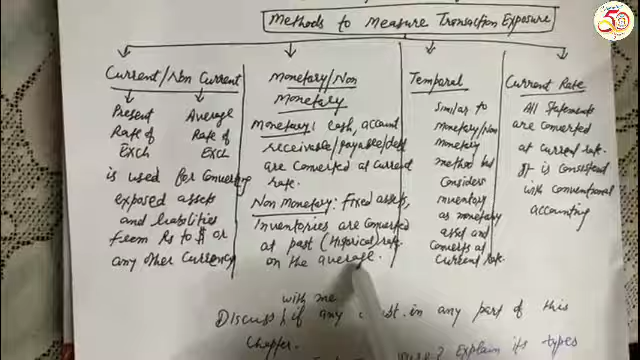 Methods to Measure Transaction Exposure
Current/Non Current
Present Average
Rate of Rate of
EXCH EXCH
is used for Converting
exposed assets
and liabilities
from Rs to $ or
any other Currency
Monetary/Non
Monetary
Monetary: cash, account
receivable/payable/debt
are converted at current
rate.
Non Monetary: Fixed assets,
Inventories are converted
at past (Historical) rate
on the average.
Temporal
Similar to
Monetary/Non
monetary
method but
Considers
inventory
as monetary
asset and
Converts at
Current rate.
Current Rate
All Statements
are converted
at current rate.
It is consistent
with conventional
accounting
with me
Discuss, if any in any part of this
Chapter.
? Explain its types
50